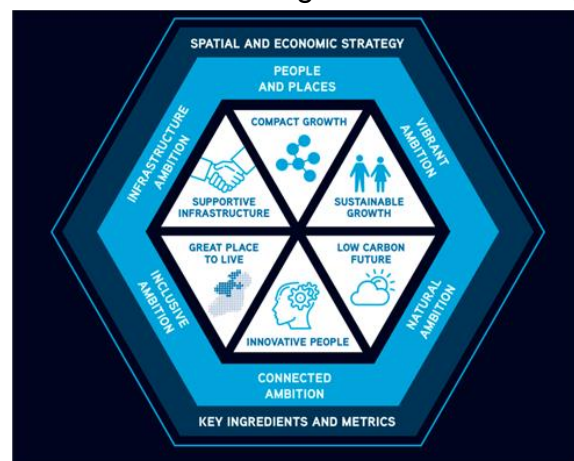 SPATIAL AND ECONOMIC STRATEGY
PEOPLE
AND PLACES
INFRASTRUCTURE
AMBITION
VIBRANT
AMBITION
COMPACT GROWTH
SUPPORTIVE
INFRASTRUCTURE
SUSTAINABLE
GROWTH
GREAT PLACE
TO LIVE
LOW CARBON
FUTURE
INNOVATIVE PEOPLE
INCLUSIVE
AMBITION
NATURAL
AMBITION
CONNECTED
AMBITION
KEY INGREDIENTS AND METRICS